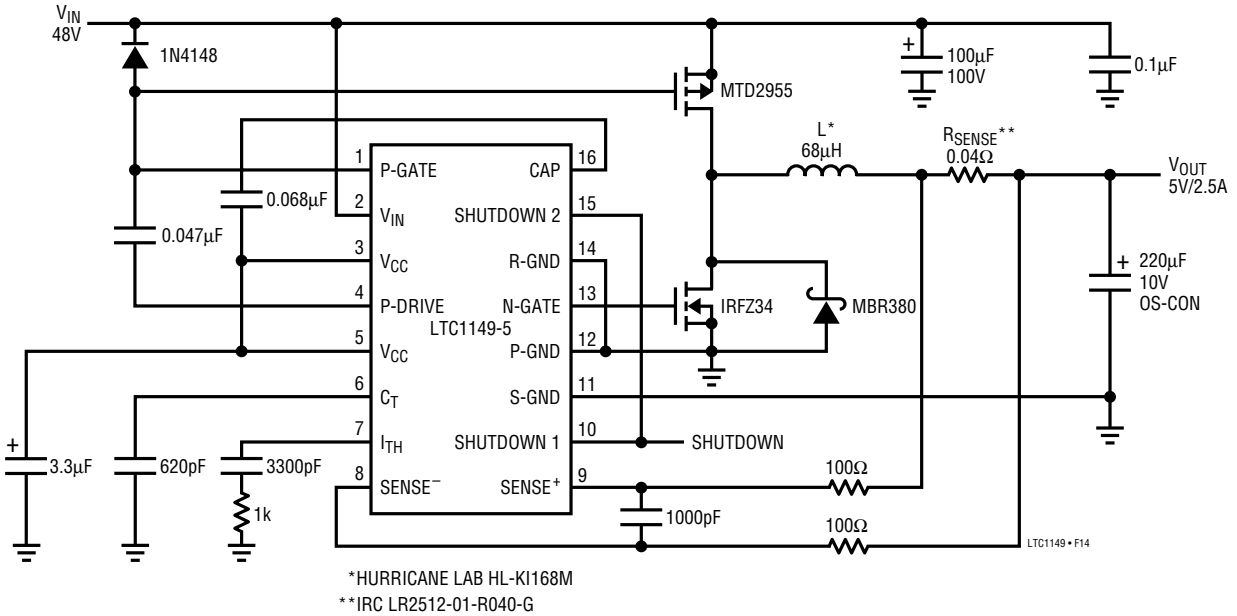 VIN
48V
1N4148
MTD2955
100µF
100V
0.1µF
L*
68µH
RSENSE**
0.04Ω
VOUT
5V/2.5A
1
P-GATE
CAP
16
0.068µF
2
VIN
SHUTDOWN 2
15
0.047µF
3
VCC
R-GND
14
4
P-DRIVE
N-GATE
13
LTC1149-5
IRFZ34
MBR380
+
220µF
10V
OS-CON
5
VCC
P-GND
12
6
CT
S-GND
11
7
ITH
SHUTDOWN 1
10
SHUTDOWN
8
SENSE–
SENSE+
9
+
3.3µF
620pF
3300pF
1k
1000pF
100Ω
100Ω
+
LTC1149 • F14
*HURRICANE LAB HL-KI168M
**IRC LR2512-01-R040-G